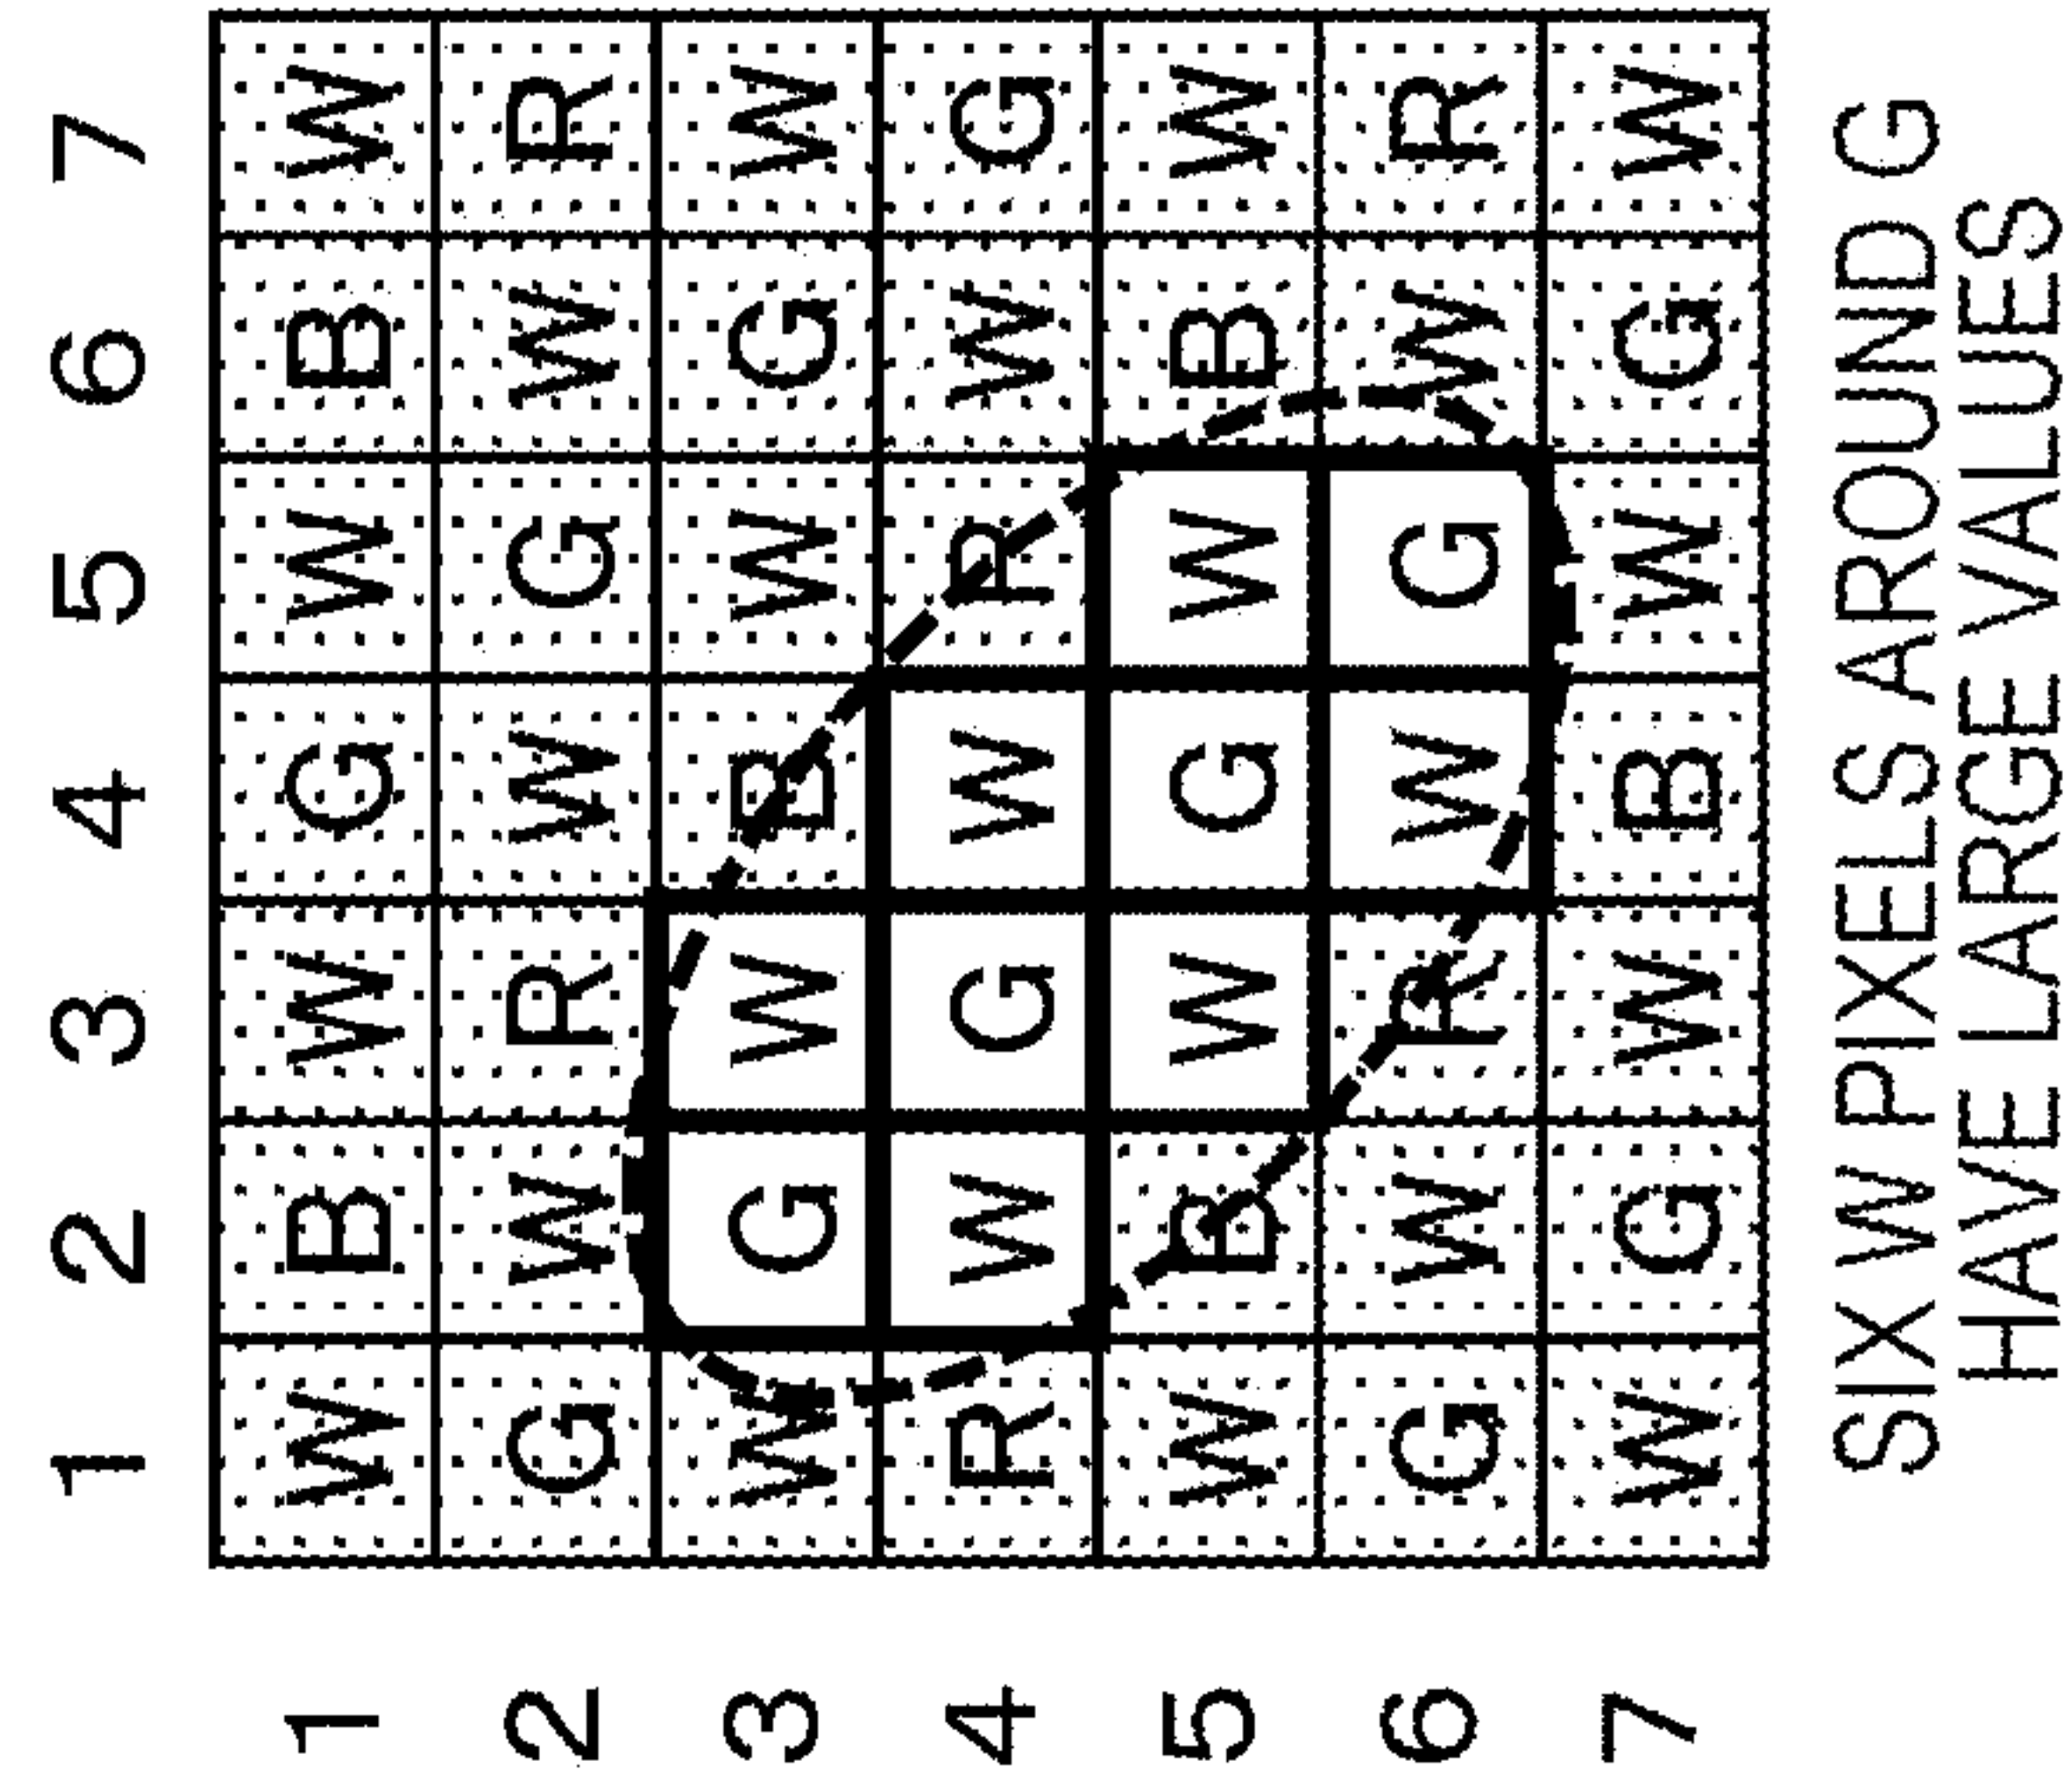 1 2 3 4 5 6 7
1 W B W G W B W
2 G W R W G W R
3 W G W B W G W
4 R W G W R W G
5 W B W G W B W
6 G W R W G W R
7 W G W B W G W
SIX W PIXELS AROUND G
HAVE LARGE VALUES